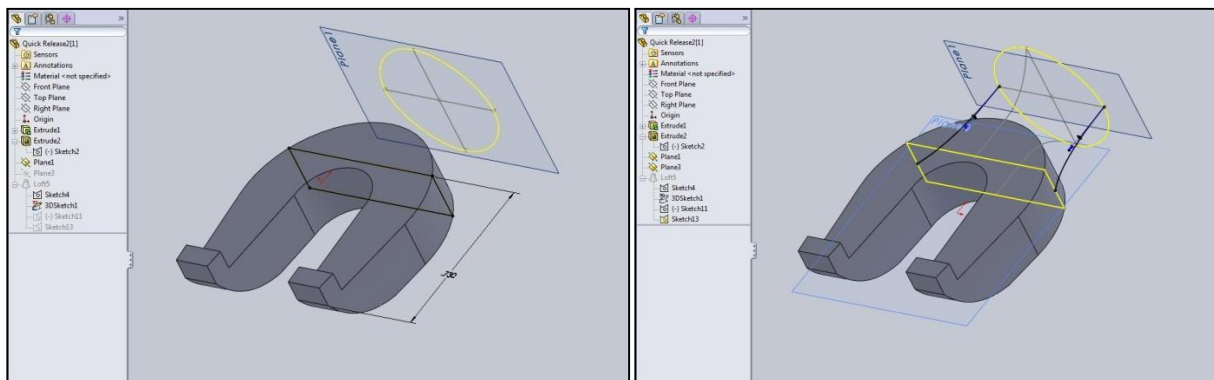 Quick Release2[1]
Sensors
Annotations
Material <not specified>
Front Plane
Top Plane
Right Plane
Origin
Extrude1
Extrude2
(-) Sketch2
Plane1
Plane3
Loft5
Sketch4
3DSketch1
(-) Sketch11
Sketch13
Plane1
.730
Quick Release2[1]
Sensors
Annotations
Material <not specified>
Front Plane
Top Plane
Right Plane
Origin
Extrude1
Extrude2
(-) Sketch2
Plane1
Plane3
Loft5
Sketch4
3DSketch1
(-) Sketch11
Sketch13
Plane1